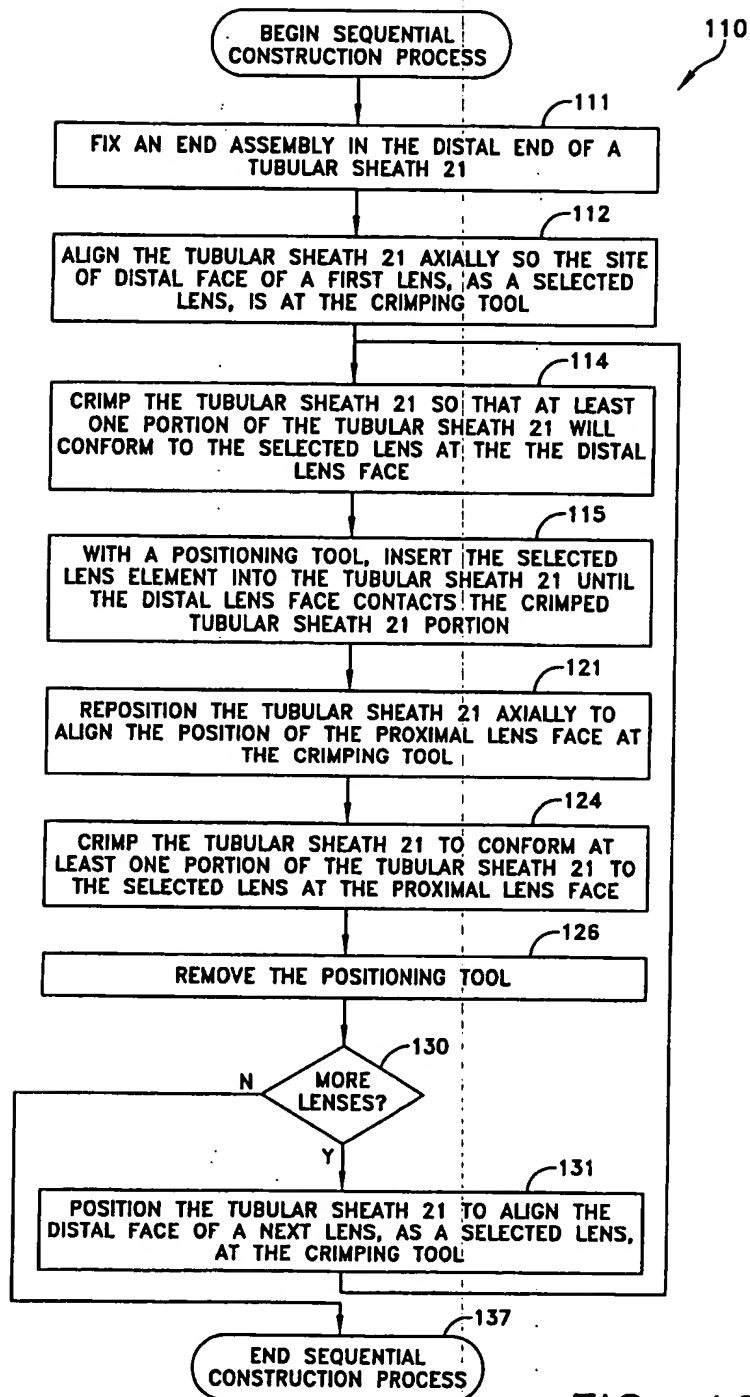 BEGIN SEQUENTIAL
CONSTRUCTION PROCESS
110
111
FIX AN END ASSEMBLY IN THE DISTAL END OF A
TUBULAR SHEATH 21
112
ALIGN THE TUBULAR SHEATH 21 AXIALLY SO THE SITE
OF DISTAL FACE OF A FIRST LENS, AS A SELECTED
LENS, IS AT THE CRIMPING TOOL
114
CRIMP THE TUBULAR SHEATH 21 SO THAT AT LEAST
ONE PORTION OF THE TUBULAR SHEATH 21 WILL
CONFORM TO THE SELECTED LENS AT THE THE DISTAL
LENS FACE
115
WITH A POSITIONING TOOL, INSERT THE SELECTED
LENS ELEMENT INTO THE TUBULAR SHEATH 21 UNTIL
THE DISTAL LENS FACE CONTACTS THE CRIMPED
TUBULAR SHEATH 21 PORTION
121
REPOSITION THE TUBULAR SHEATH 21 AXIALLY TO
ALIGN THE POSITION OF THE PROXIMAL LENS FACE AT
THE CRIMPING TOOL
124
CRIMP THE TUBULAR SHEATH 21 TO CONFORM AT
LEAST ONE PORTION OF THE TUBULAR SHEATH 21 TO
THE SELECTED LENS AT THE PROXIMAL LENS FACE
126
REMOVE THE POSITIONING TOOL
130
N
MORE
LENSES?
Y
131
POSITION THE TUBULAR SHEATH 21 TO ALIGN THE
DISTAL FACE OF A NEXT LENS, AS A SELECTED LENS,
AT THE CRIMPING TOOL
137
END SEQUENTIAL
CONSTRUCTION PROCESS